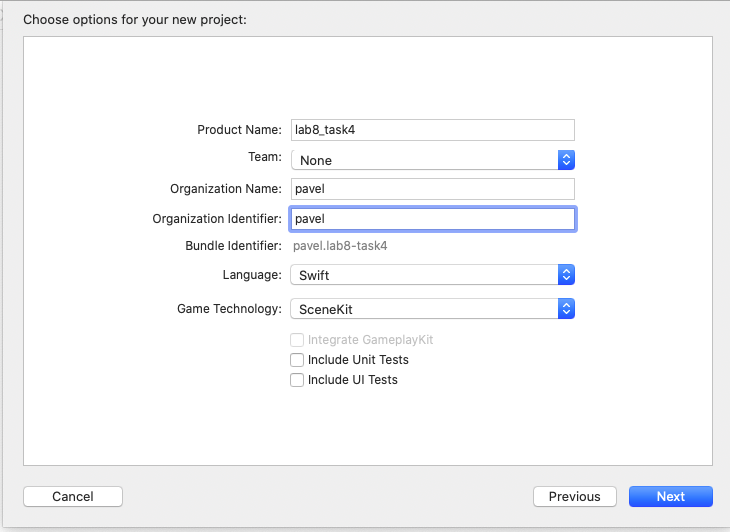 Choose options for your new project:
Product Name: lab8_task4
Team: None
Organization Name: pavel
Organization Identifier: pavel
Bundle Identifier: pavel.lab8-task4
Language: Swift
Game Technology: SceneKit
Integrate GameplayKit
Include Unit Tests
Include UI Tests
Cancel Previous Next